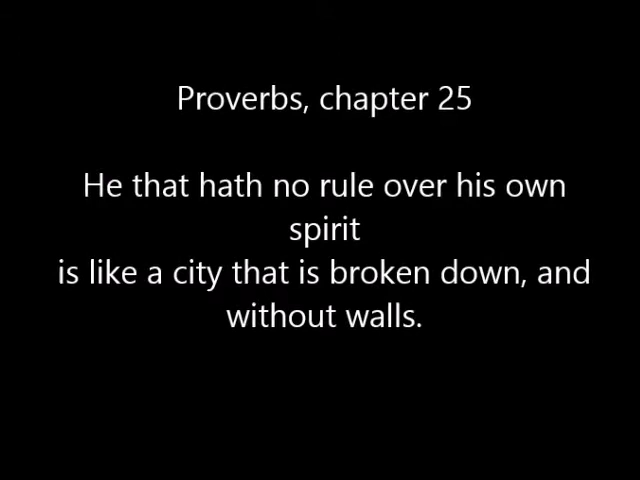 Proverbs, chapter 25
He that hath no rule over his own
spirit
is like a city that is broken down, and
without walls.